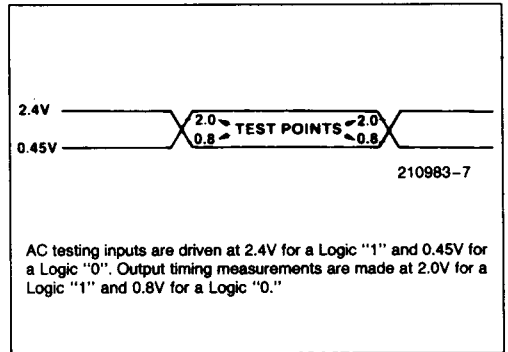 2.4V
2.0 TEST POINTS 2.0
0.8 0.8
0.45V
210983-7
AC testing inputs are driven at 2.4V for a Logic "1" and 0.45V for
a Logic "0". Output timing measurements are made at 2.0V for a
Logic "1" and 0.8V for a Logic "0."